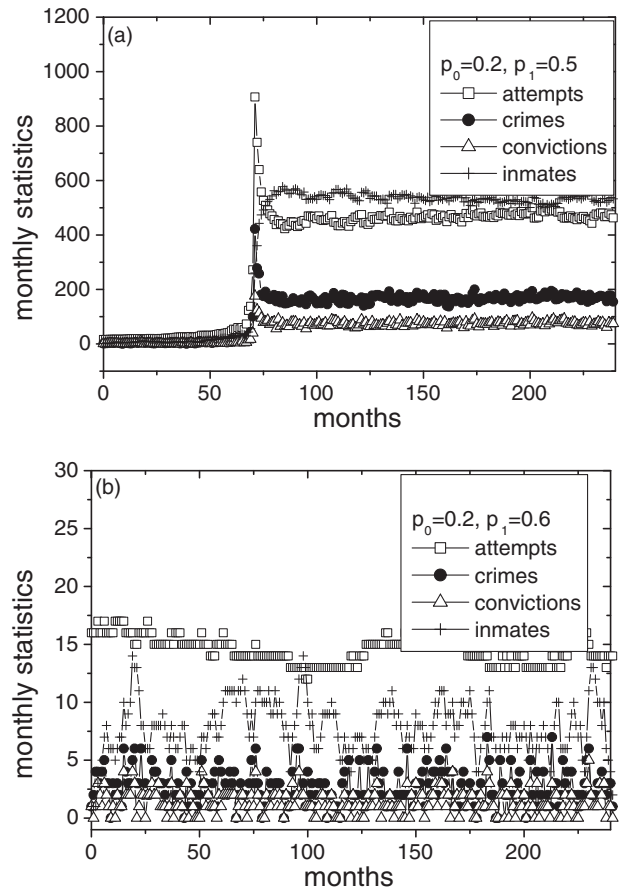 (a)
p0=0.2, p1=0.5
attempts
crimes
convictions
inmates
monthly statistics
1200
1000
800
600
400
200
0
0 50 100 150 200
months
(b)
p0=0.2, p1=0.6
attempts
crimes
convictions
inmates
monthly statistics
30
25
20
15
10
5
0
0 50 100 150 200
months